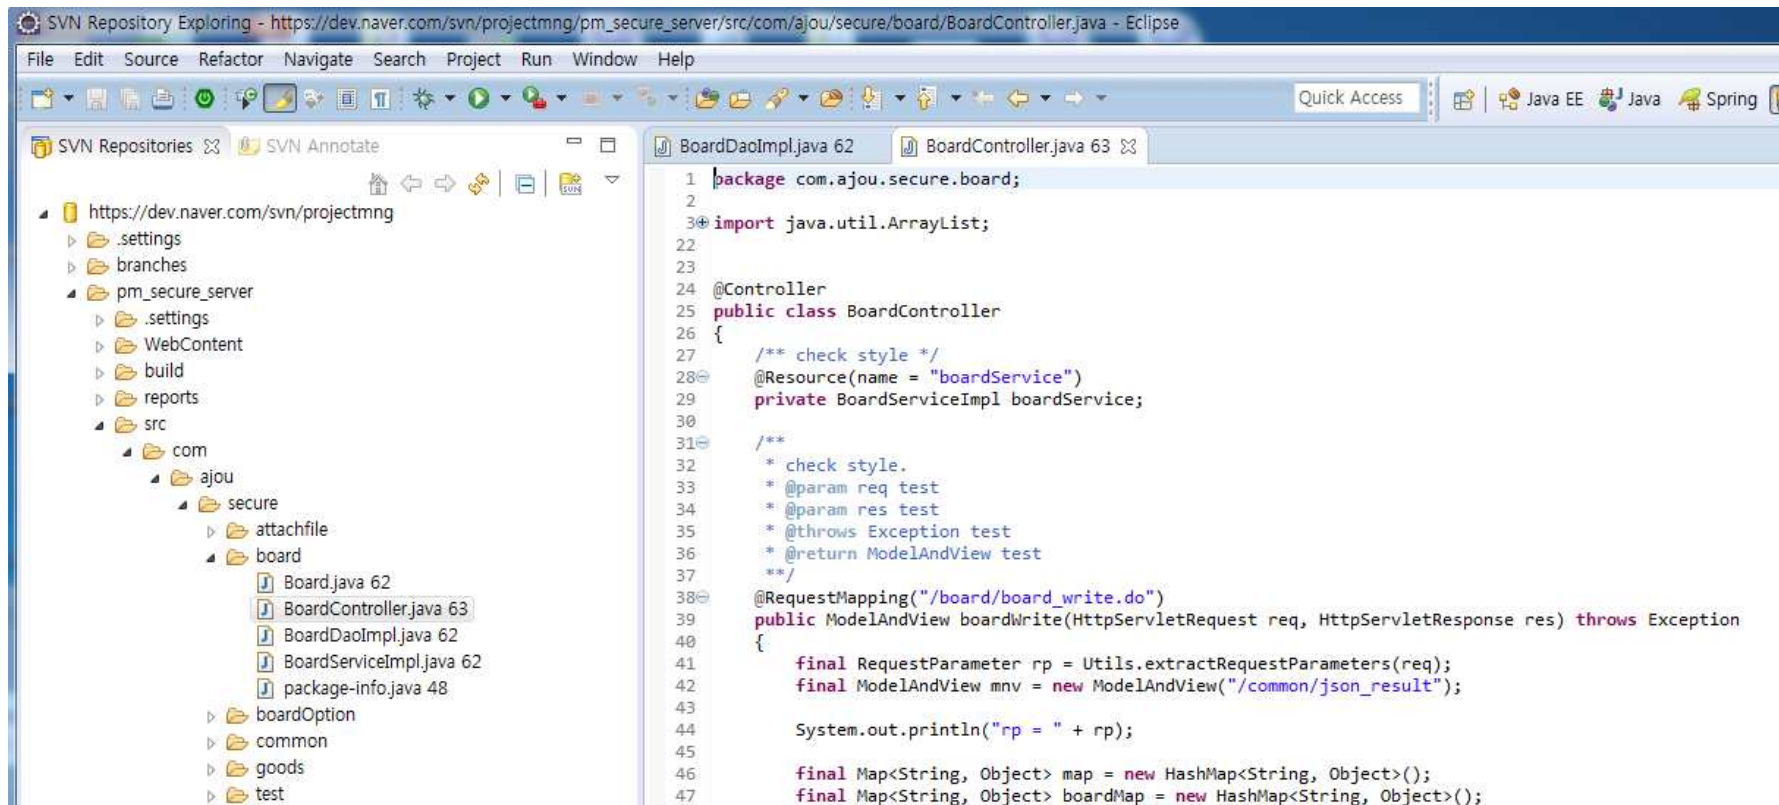 SVN Repository Exploring - https://dev.naver.com/svn/projectmng/pm_secure_server/src/com/ajou/secure/board/BoardController.java - Eclipse
File Edit Source Refactor Navigate Search Project Run Window Help
Quick Access Java EE Java Spring
SVN Repositories SVN Annotate
https://dev.naver.com/svn/projectmng
.settings
branches
pm_secure_server
.settings
WebContent
build
reports
src
com
ajou
secure
attachfile
board
Board.java 62
BoardController.java 63
BoardDaoImpl.java 62
BoardServiceImpl.java 62
package-info.java 48
boardOption
common
goods
test
BoardDaoImpl.java 62 BoardController.java 63
1 package com.ajou.secure.board;
2
3 import java.util.ArrayList;
22
23
24 @Controller
25 public class BoardController
26 {
27 /** check style */
28 @Resource(name = "boardService")
29 private BoardServiceImpl boardService;
30
31 /**
32 * check style.
33 * @param req test
34 * @param res test
35 * @throws Exception test
36 * @return ModelAndView test
37 **/
38 @RequestMapping("/board/board_write.do")
39 public ModelAndView boardWrite(HttpServletRequest req, HttpServletResponse res) throws Exception
40 {
41 final RequestParameter rp = Utils.extractRequestParameters(req);
42 final ModelAndView mnv = new ModelAndView("/common/json_result");
43
44 System.out.println("rp = " + rp);
45
46 final Map<String, Object> map = new HashMap<String, Object>();
47 final Map<String, Object> boardMap = new HashMap<String, Object>();